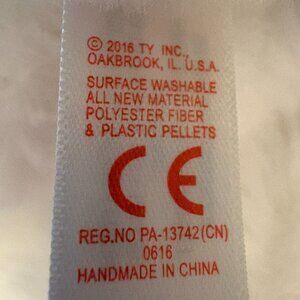 © 2016 TY INC.,
OAKBROOK, IL. U.S.A.
SURFACE WASHABLE
ALL NEW MATERIAL
POLYESTER FIBER
& PLASTIC PELLETS
CE
REG.NO PA-13742(CN)
0616
HANDMADE IN CHINA